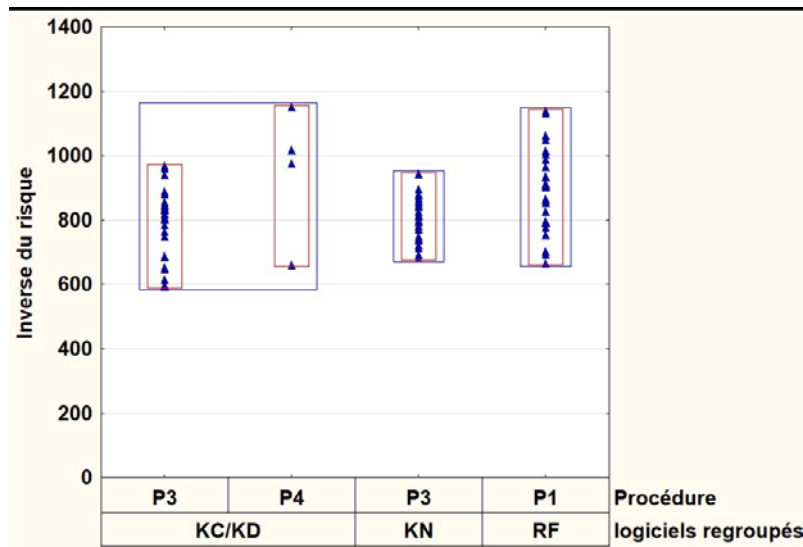 1400
1200
1000
800
600
400
200
0
Inverse du risque
P3 P4 P3 P1 Procédure
KC/KD KN RF logiciels regroupés